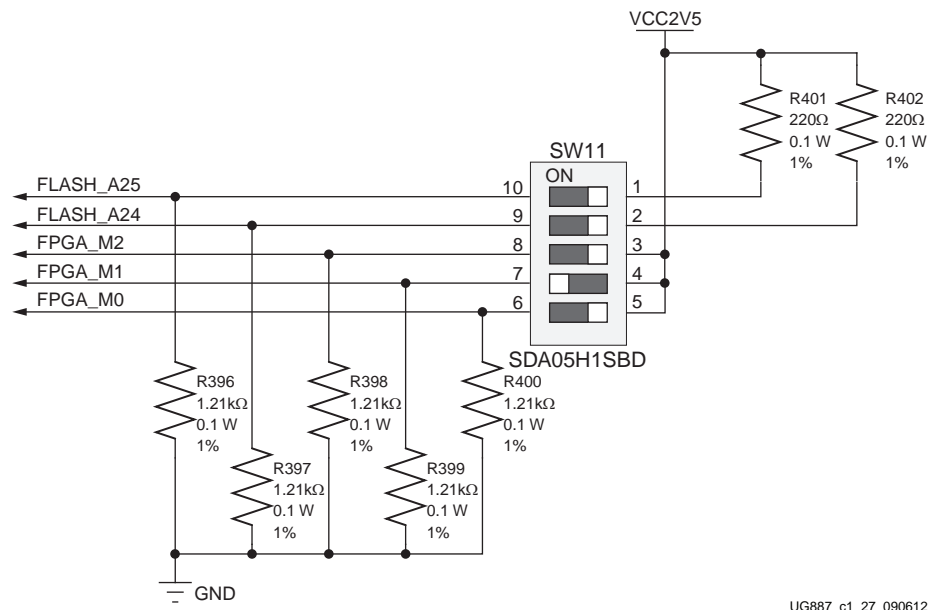 VCC2V5
R401
220Ω
0.1 W
1%
R402
220Ω
0.1 W
1%
SW11
ON
FLASH_A25
10
1
FLASH_A24
9
2
FPGA_M2
8
3
FPGA_M1
7
4
FPGA_M0
6
5
SDA05H1SBD
R396
1.21kΩ
0.1 W
1%
R398
1.21kΩ
0.1 W
1%
R400
1.21kΩ
0.1 W
1%
R397
1.21kΩ
0.1 W
1%
R399
1.21kΩ
0.1 W
1%
GND
UG887_c1_27_090612